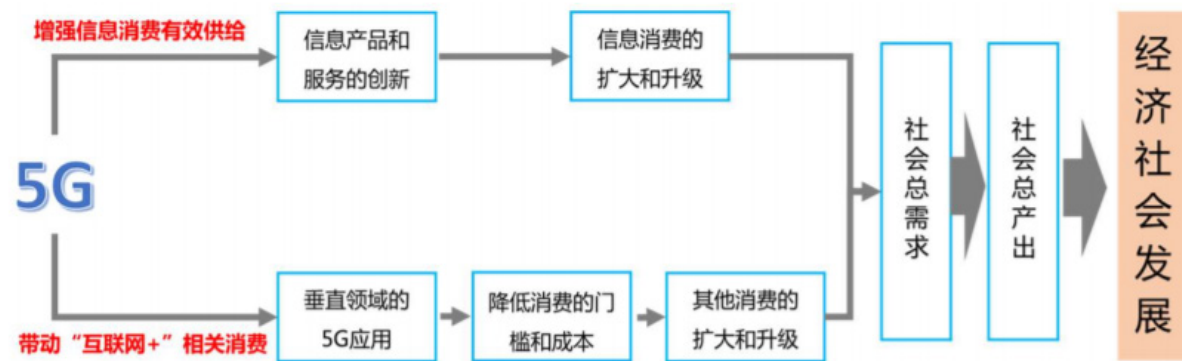 增强信息消费有效供给
信息产品和
服务的创新
信息消费的
扩大和升级
5G
带动“互联网+”相关消费
垂直领域的
5G应用
降低消费的门
槛和成本
其他消费的
扩大和升级
社会总需求
社会总产出
经济社会发展